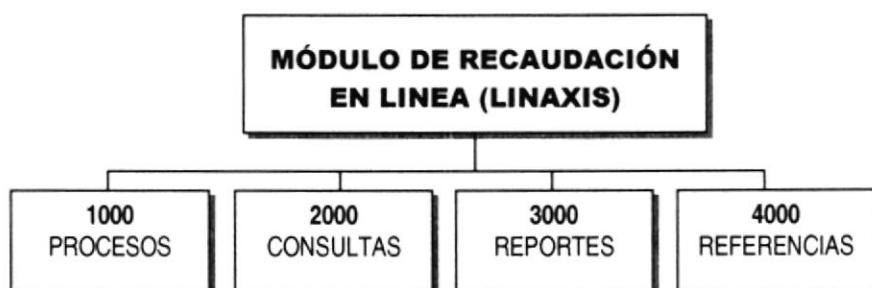 MÓDULO DE RECAUDACIÓN
EN LINEA (LINAXIS)
1000
PROCESOS
2000
CONSULTAS
3000
REPORTES
4000
REFERENCIAS